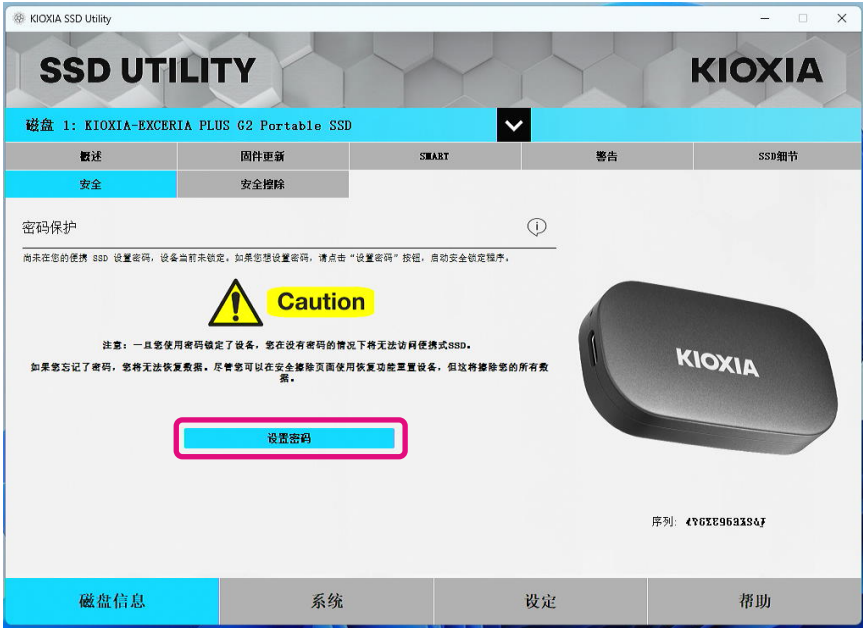 KIOXIA SSD Utility
SSD UTILITY
KIOXIA
磁盘 1: KIOXIA-EXCERIA PLUS G2 Portable SSD
概述 固件更新 SMART 警告 SSD细节
安全 安全擦除
密码保护
尚未在您的便携 SSD 设置密码，设备当前未锁定。如果您想设置密码，请点击“设置密码”按钮，启动安全锁定程序。
Caution
注意：一旦您使用密码锁定了设备，您在没有密码的情况下将无法访问便携式SSD。
如果您忘记了密码，您将无法恢复数据。尽管您可以在安全擦除页面使用恢复功能重置设备，但这将擦除您的所有数
据。
KIOXIA
设置密码
序列:
磁盘信息 系统 设定 帮助